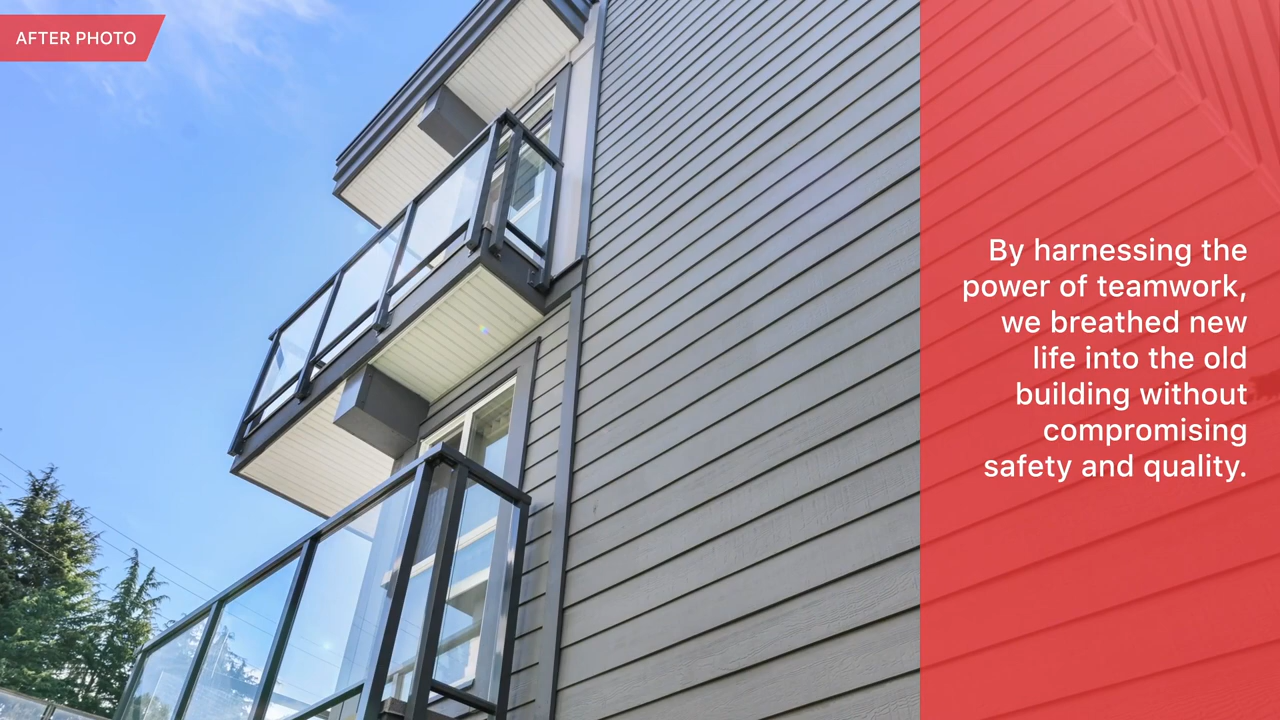 AFTER PHOTO
By harnessing the
power of teamwork,
we breathed new
life into the old
building without
compromising
safety and quality.